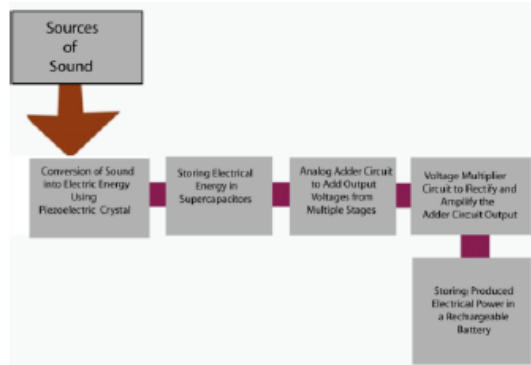 Sources
of
Sound
Conversion of Sound
into Electric Energy
Using
Piezoelectric Crystal
Storing Electrical
Energy in
Supercapacitors
Analog Adder Circuit
to Add Output
Voltages from
Multiple Stages
Voltage Multiplier
Circuit to Rectify and
Amplify the
Adder Circuit Output
Storing Produced
Electrical Power in
a Rechargeable
Battery